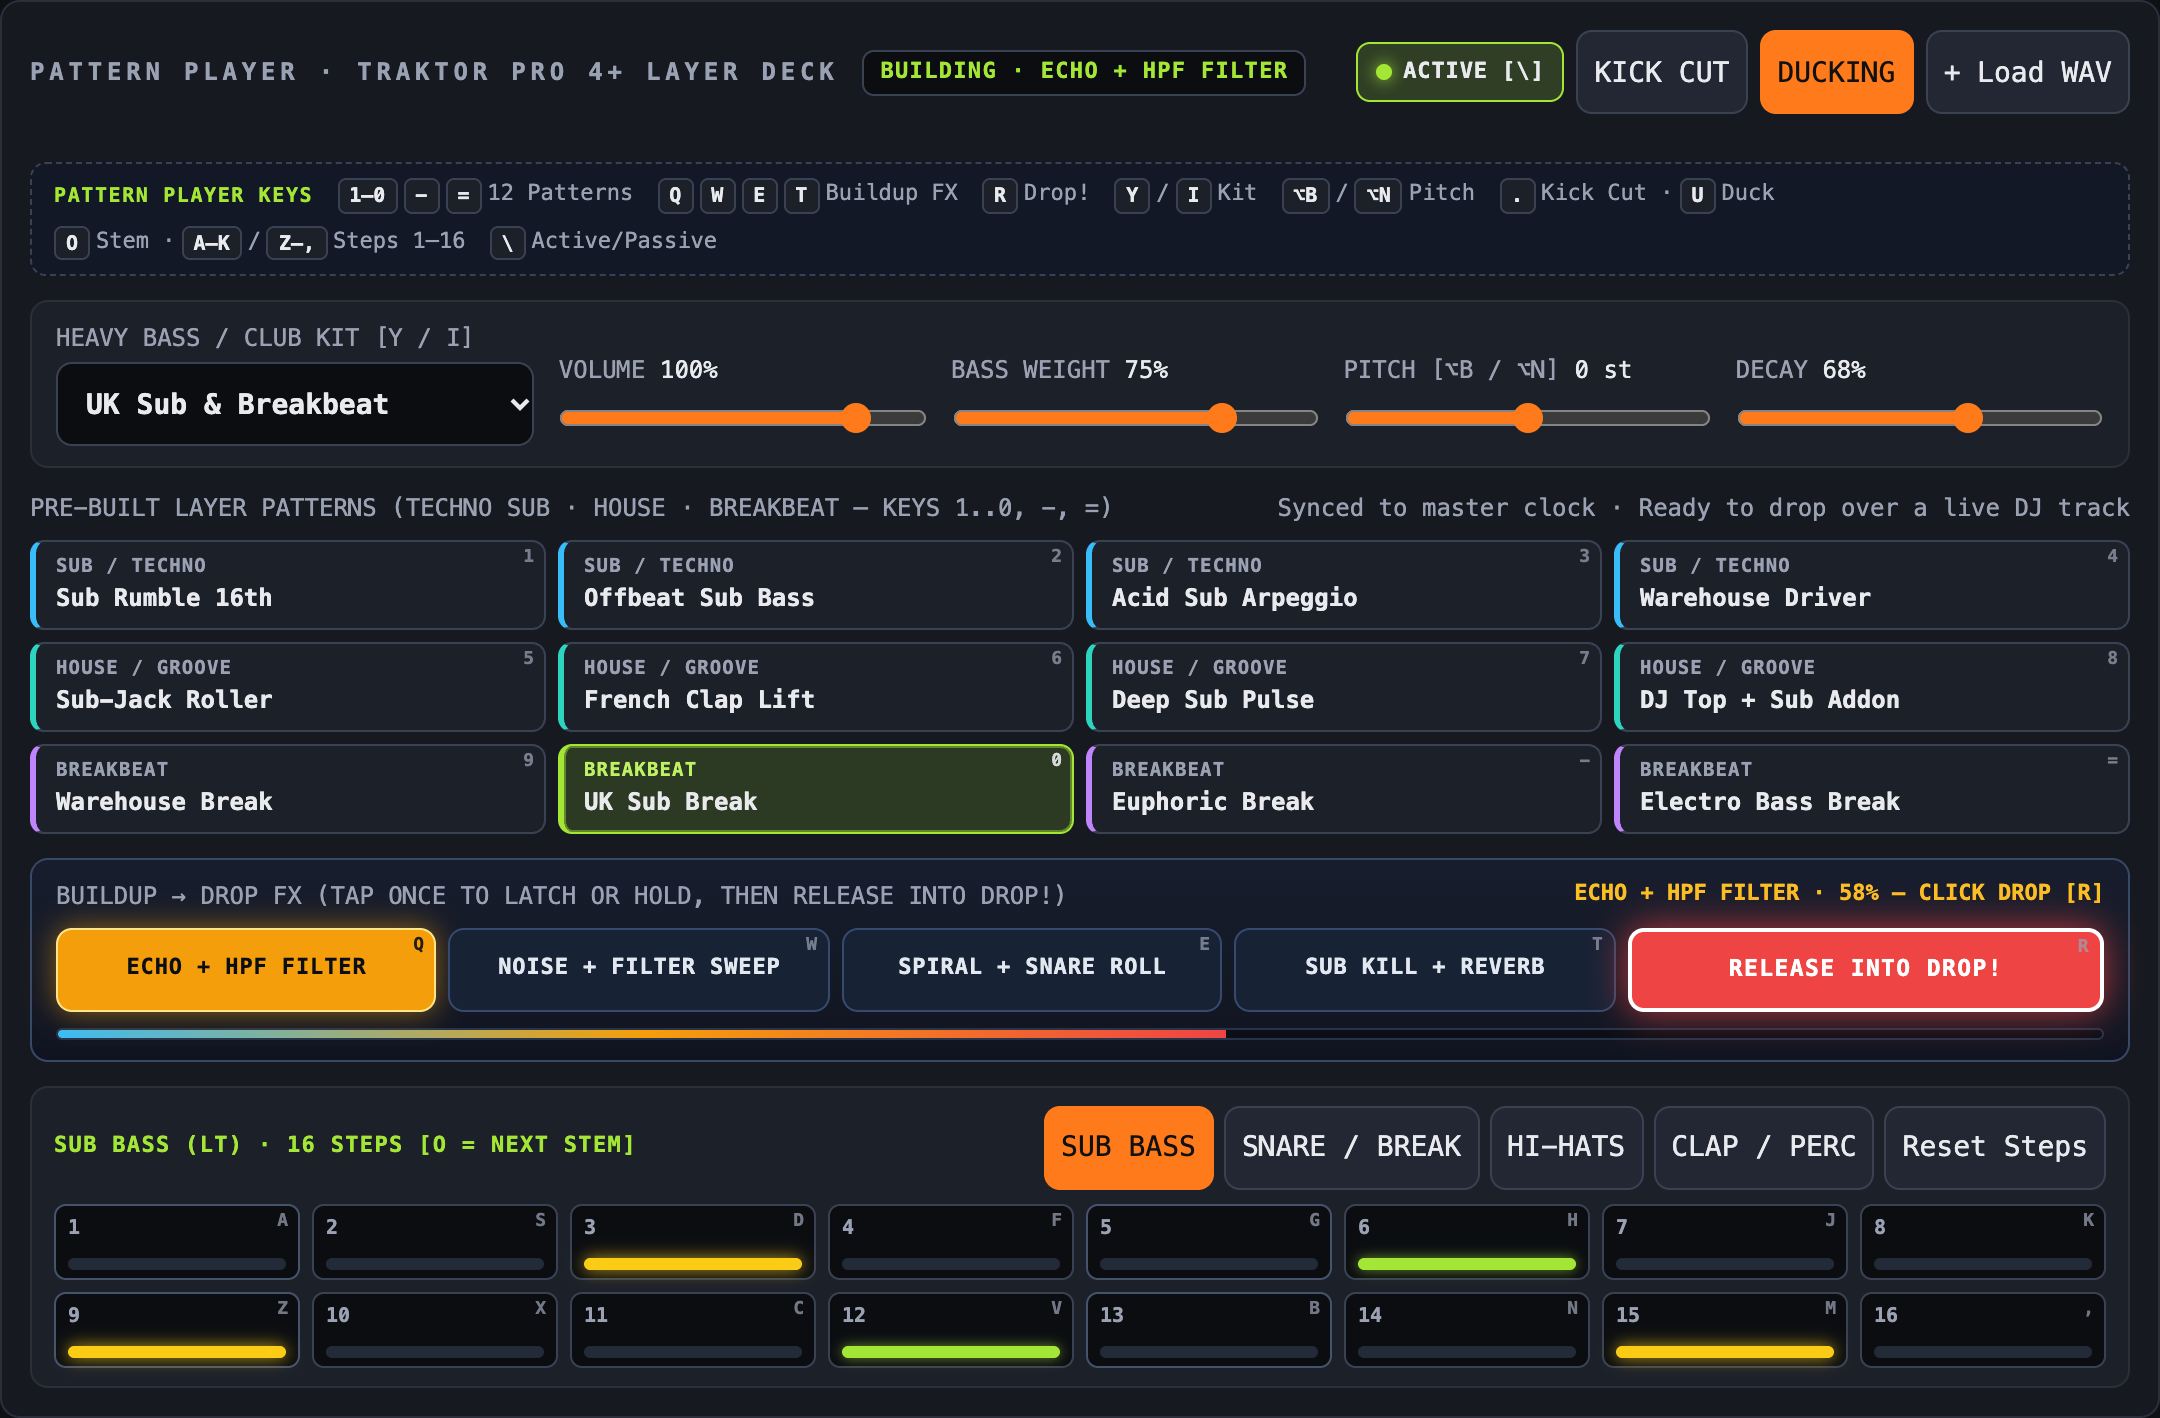 PATTERN PLAYER · TRAKTOR PRO 4+ LAYER DECK
BUILDING · ECHO + HPF FILTER
ACTIVE [\]
KICK CUT
DUCKING
+ Load WAV
PATTERN PLAYER KEYS 1–0 – = 12 Patterns Q W E T Buildup FX R Drop! Y / I Kit ⌥B / ⌥N Pitch . Kick Cut · U Duck
O Stem · A–K / Z–, Steps 1–16 \ Active/Passive
HEAVY BASS / CLUB KIT [Y / I]
UK Sub & Breakbeat
VOLUME 100%
BASS WEIGHT 75%
PITCH [⌥B / ⌥N] 0 st
DECAY 68%
PRE-BUILT LAYER PATTERNS (TECHNO SUB · HOUSE · BREAKBEAT — KEYS 1..0, -, =)
Synced to master clock · Ready to drop over a live DJ track
SUB / TECHNO 1
Sub Rumble 16th
SUB / TECHNO 2
Offbeat Sub Bass
SUB / TECHNO 3
Acid Sub Arpeggio
SUB / TECHNO 4
Warehouse Driver
HOUSE / GROOVE 5
Sub-Jack Roller
HOUSE / GROOVE 6
French Clap Lift
HOUSE / GROOVE 7
Deep Sub Pulse
HOUSE / GROOVE 8
DJ Top + Sub Addon
BREAKBEAT 9
Warehouse Break
BREAKBEAT 0
UK Sub Break
BREAKBEAT -
Euphoric Break
BREAKBEAT =
Electro Bass Break
BUILDUP → DROP FX (TAP ONCE TO LATCH OR HOLD, THEN RELEASE INTO DROP!)
ECHO + HPF FILTER · 58% — CLICK DROP [R]
ECHO + HPF FILTER Q
NOISE + FILTER SWEEP W
SPIRAL + SNARE ROLL E
SUB KILL + REVERB T
RELEASE INTO DROP! R
SUB BASS (LT) · 16 STEPS [O = NEXT STEM]
SUB BASS
SNARE / BREAK
HI-HATS
CLAP / PERC
Reset Steps
1 A
2 S
3 D
4 F
5 G
6 H
7 J
8 K
9 Z
10 X
11 C
12 V
13 B
14 N
15 M
16 ,